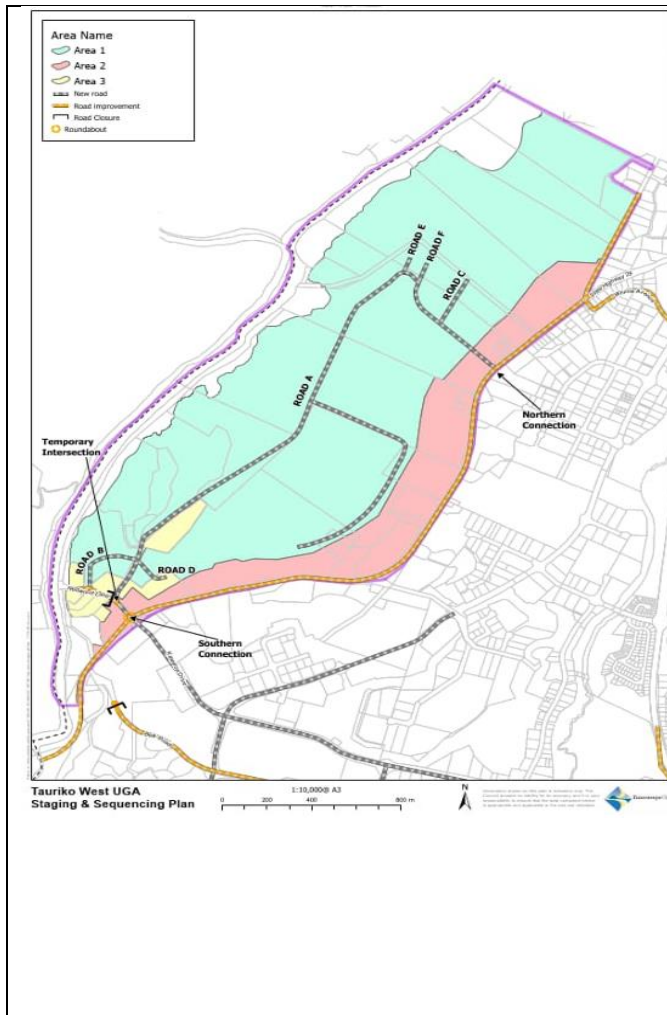 Area Name
Area 1
Area 2
Area 3
New road
Road Improvement
Road Closure
Roundabout
ROAD E
ROAD F
ROAD C
ROAD A
Northern
Connection
Temporary
Intersection
ROAD B
ROAD D
Southern
Connection
Tauriko West UGA
Staging & Sequencing Plan
1:10,000@ A3
0 200 400 800 m
N